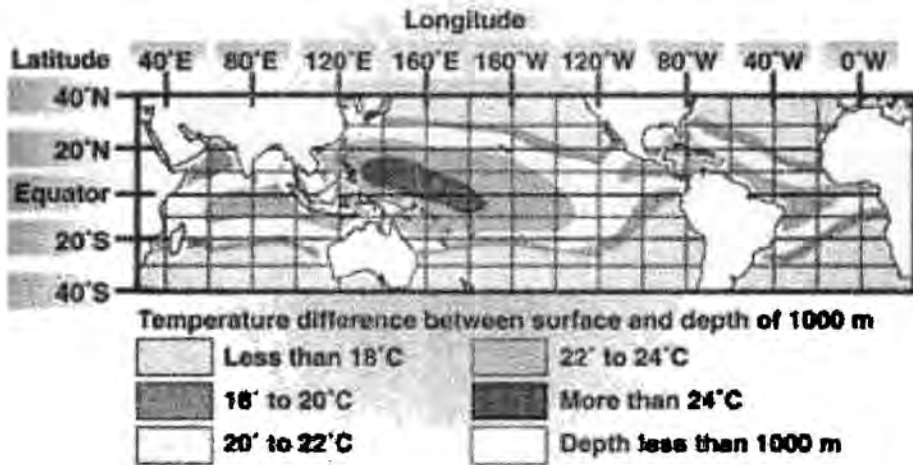 Longitude
Latitude 40°E 80°E 120°E 160°E 160°W 120°W 80°W 40°W 0°W
40°N
20°N
Equator
20°S
40°S
Temperature difference between surface and depth of 1000 m
Less than 18°C 22° to 24°C
18° to 20°C More than 24°C
20° to 22°C Depth less than 1000 m